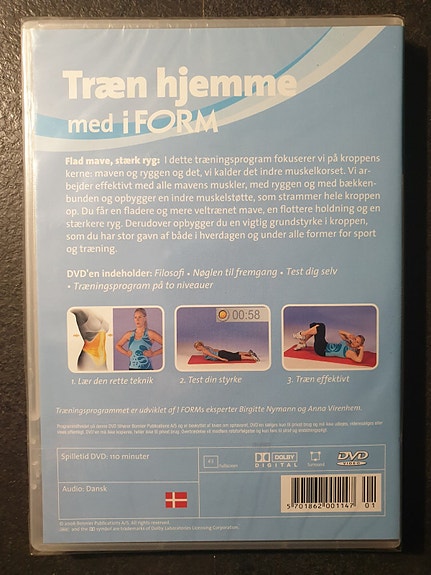 Træn hjemme
med i FORM
Flad mave, stærk ryg: I dette træningsprogram fokuserer vi på kroppens
kerne: maven og ryggen og det, vi kalder det indre muskelkorset. Vi ar-
bejder effektivt med alle mavens muskler, med ryggen og med bækken-
bunden og opbygger en indre muskelstøtte, som strammer hele kroppen
op. Du får en fladere og mere veltrænet mave, en flottere holdning og en
stærkere ryg. Derudover opbygger du en vigtig grundstyrke i kroppen,
som du har stor gavn af både i hverdagen og under alle former for sport
og træning.
DVD'en indeholder: Filosofi • Nøglen til fremgang • Test dig selv
• Træningsprogram på to niveauer
00:58
1. Lær den rette teknik
2. Test din styrke
3. Træn effektivt
Træningsprogrammet er udviklet af I FORMs eksperter Birgitte Nymann og Anna Virenhem.
Spilletid DVD: 110 minuter
DOLBY
DIGITAL
DVD
VIDEO
Audio: Dansk
5 701862 001147 01
© 2008 Bonnier Publications A/S. All rights reserved.